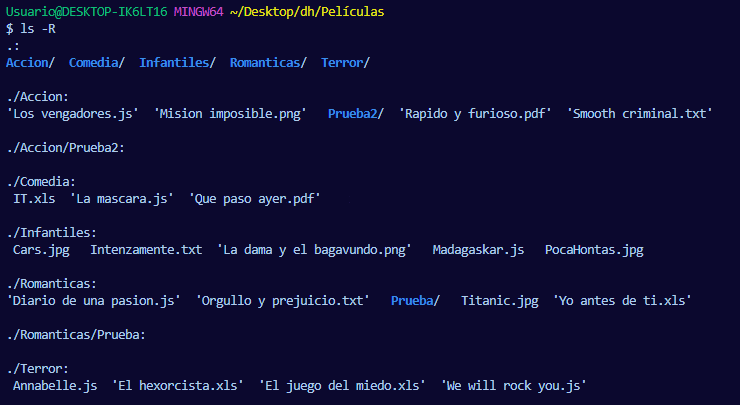 Usuario@DESKTOP-IK6LT16 MINGW64 ~/Desktop/dh/Películas
$ ls -R
.:
Accion/  Comedia/  Infantiles/  Romanticas/  Terror/

./Accion:
'Los vengadores.js'  'Mision imposible.png'   Prueba2/  'Rapido y furioso.pdf'  'Smooth criminal.txt'

./Accion/Prueba2:

./Comedia:
 IT.xls  'La mascara.js'  'Que paso ayer.pdf'

./Infantiles:
 Cars.jpg   Intenzamente.txt  'La dama y el bagavundo.png'   Madagaskar.js   PocaHontas.jpg

./Romanticas:
'Diario de una pasion.js'  'Orgullo y prejuicio.txt'   Prueba/   Titanic.jpg  'Yo antes de ti.xls'

./Romanticas/Prueba:

./Terror:
 Annabelle.js  'El hexorcista.xls'  'El juego del miedo.xls'  'We will rock you.js'